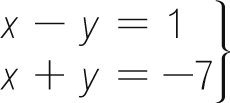 x − y = 1
x + y = −7